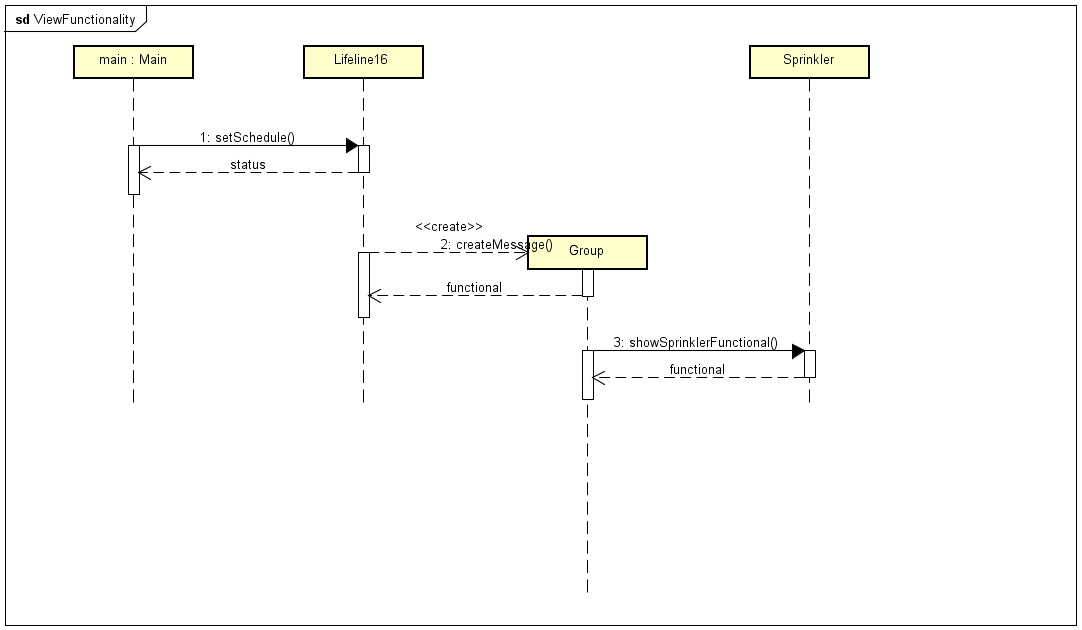 sd ViewFunctionality
main : Main
Lifeline16
Sprinkler
1: setSchedule()
status
<<create>>
2: createMessage()
Group
functional
3: showSprinklerFunctional()
functional